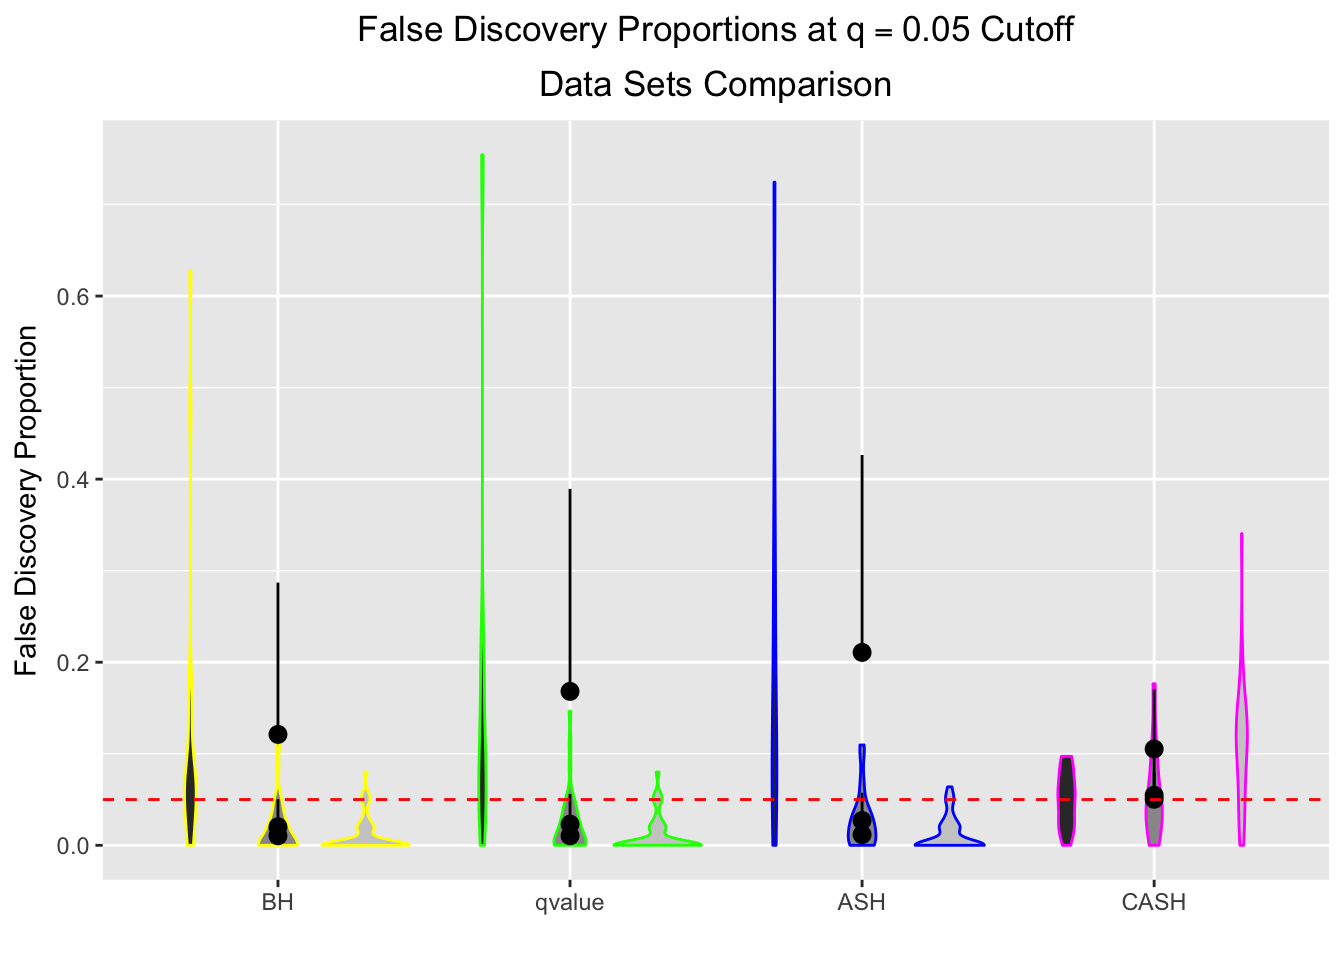 False Discovery Proportions at q = 0.05 Cutoff
Data Sets Comparison
False Discovery Proportion
0.6
0.4
0.2
0.0
BH
qvalue
ASH
CASH